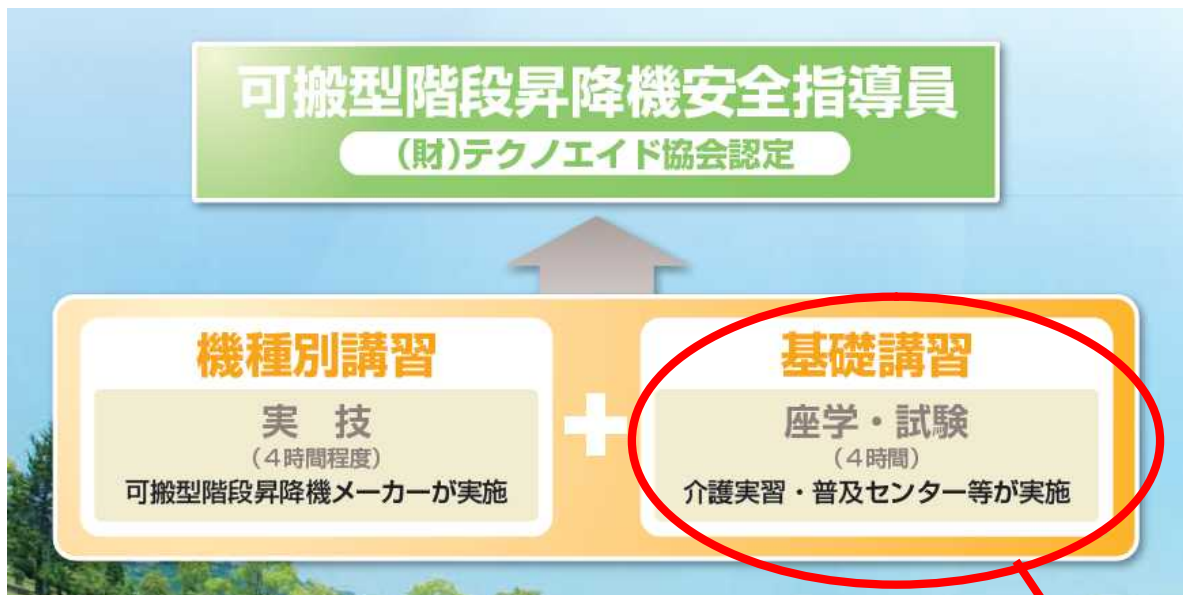 可搬型階段昇降機安全指導員
(財)テクノエイド協会認定
機種別講習
実 技
(4時間程度)
可搬型階段昇降機メーカーが実施
+
基礎講習
座学・試験
(4時間)
介護実習・普及センター等が実施